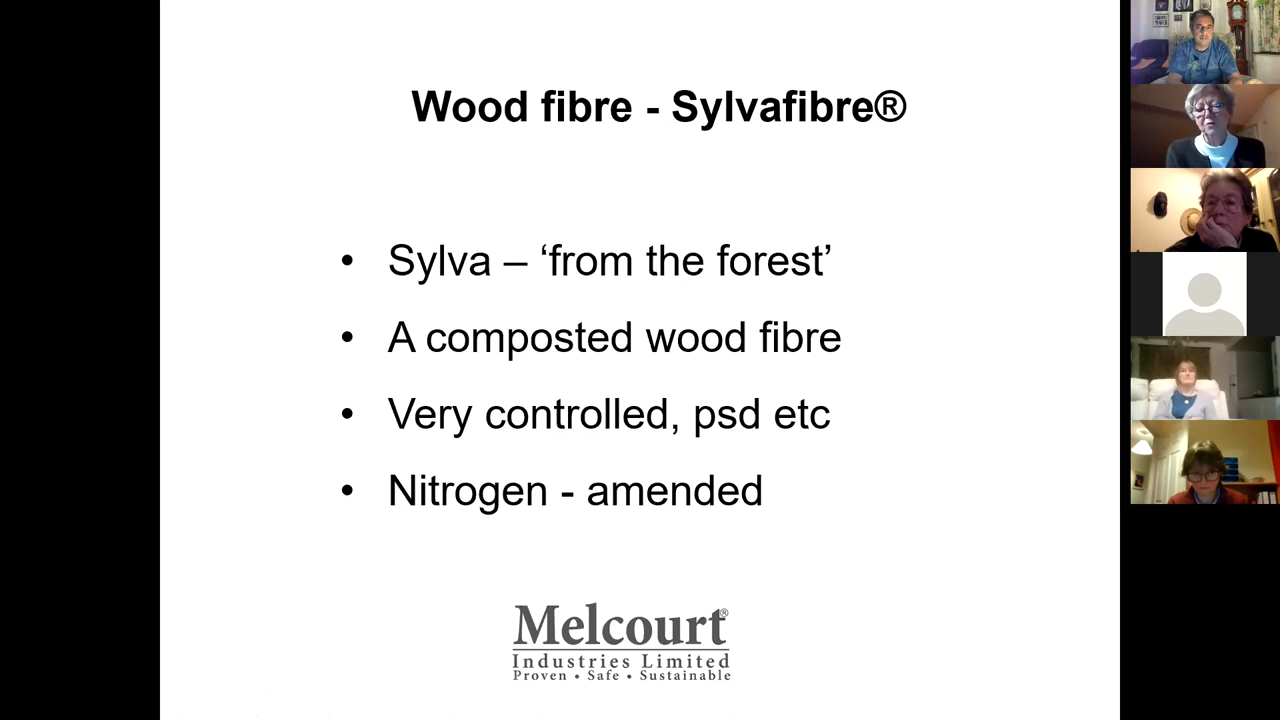 Wood fibre - Sylvafibre®
• Sylva – ‘from the forest’
• A composted wood fibre
• Very controlled, psd etc
• Nitrogen - amended
Melcourt®
Industries Limited
Proven • Safe • Sustainable